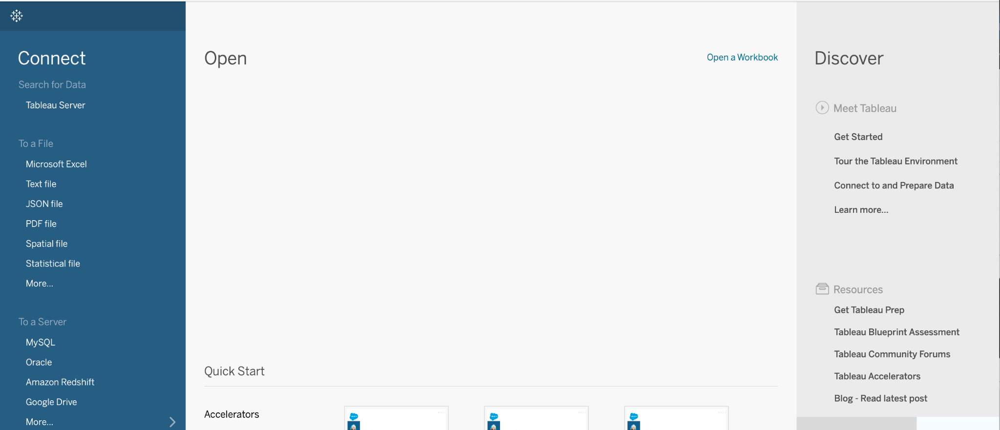 Connect
Search for Data
Tableau Server
To a File
Microsoft Excel
Text file
JSON file
PDF file
Spatial file
Statistical file
More...
To a Server
MySQL
Oracle
Amazon Redshift
Google Drive
More...
Open
Open a Workbook
Quick Start
Accelerators
Discover
Meet Tableau
Get Started
Tour the Tableau Environment
Connect to and Prepare Data
Learn more...
Resources
Get Tableau Prep
Tableau Blueprint Assessment
Tableau Community Forums
Tableau Accelerators
Blog - Read latest post